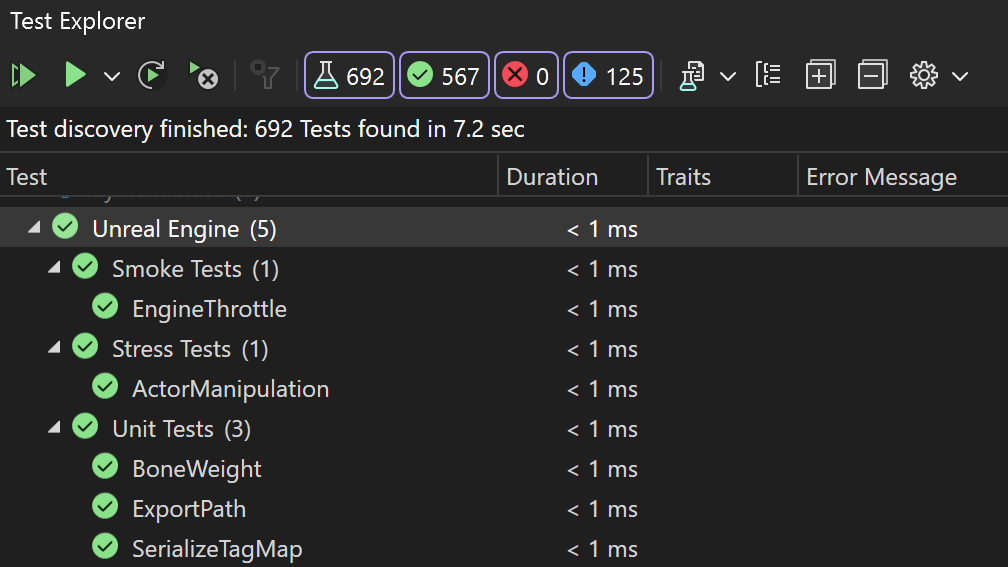 Test Explorer
692 567 0 125
Test discovery finished: 692 Tests found in 7.2 sec
Test Duration Traits Error Message
Unreal Engine (5) < 1 ms
Smoke Tests (1) < 1 ms
EngineThrottle < 1 ms
Stress Tests (1) < 1 ms
ActorManipulation < 1 ms
Unit Tests (3) < 1 ms
BoneWeight < 1 ms
ExportPath < 1 ms
SerializeTagMap < 1 ms